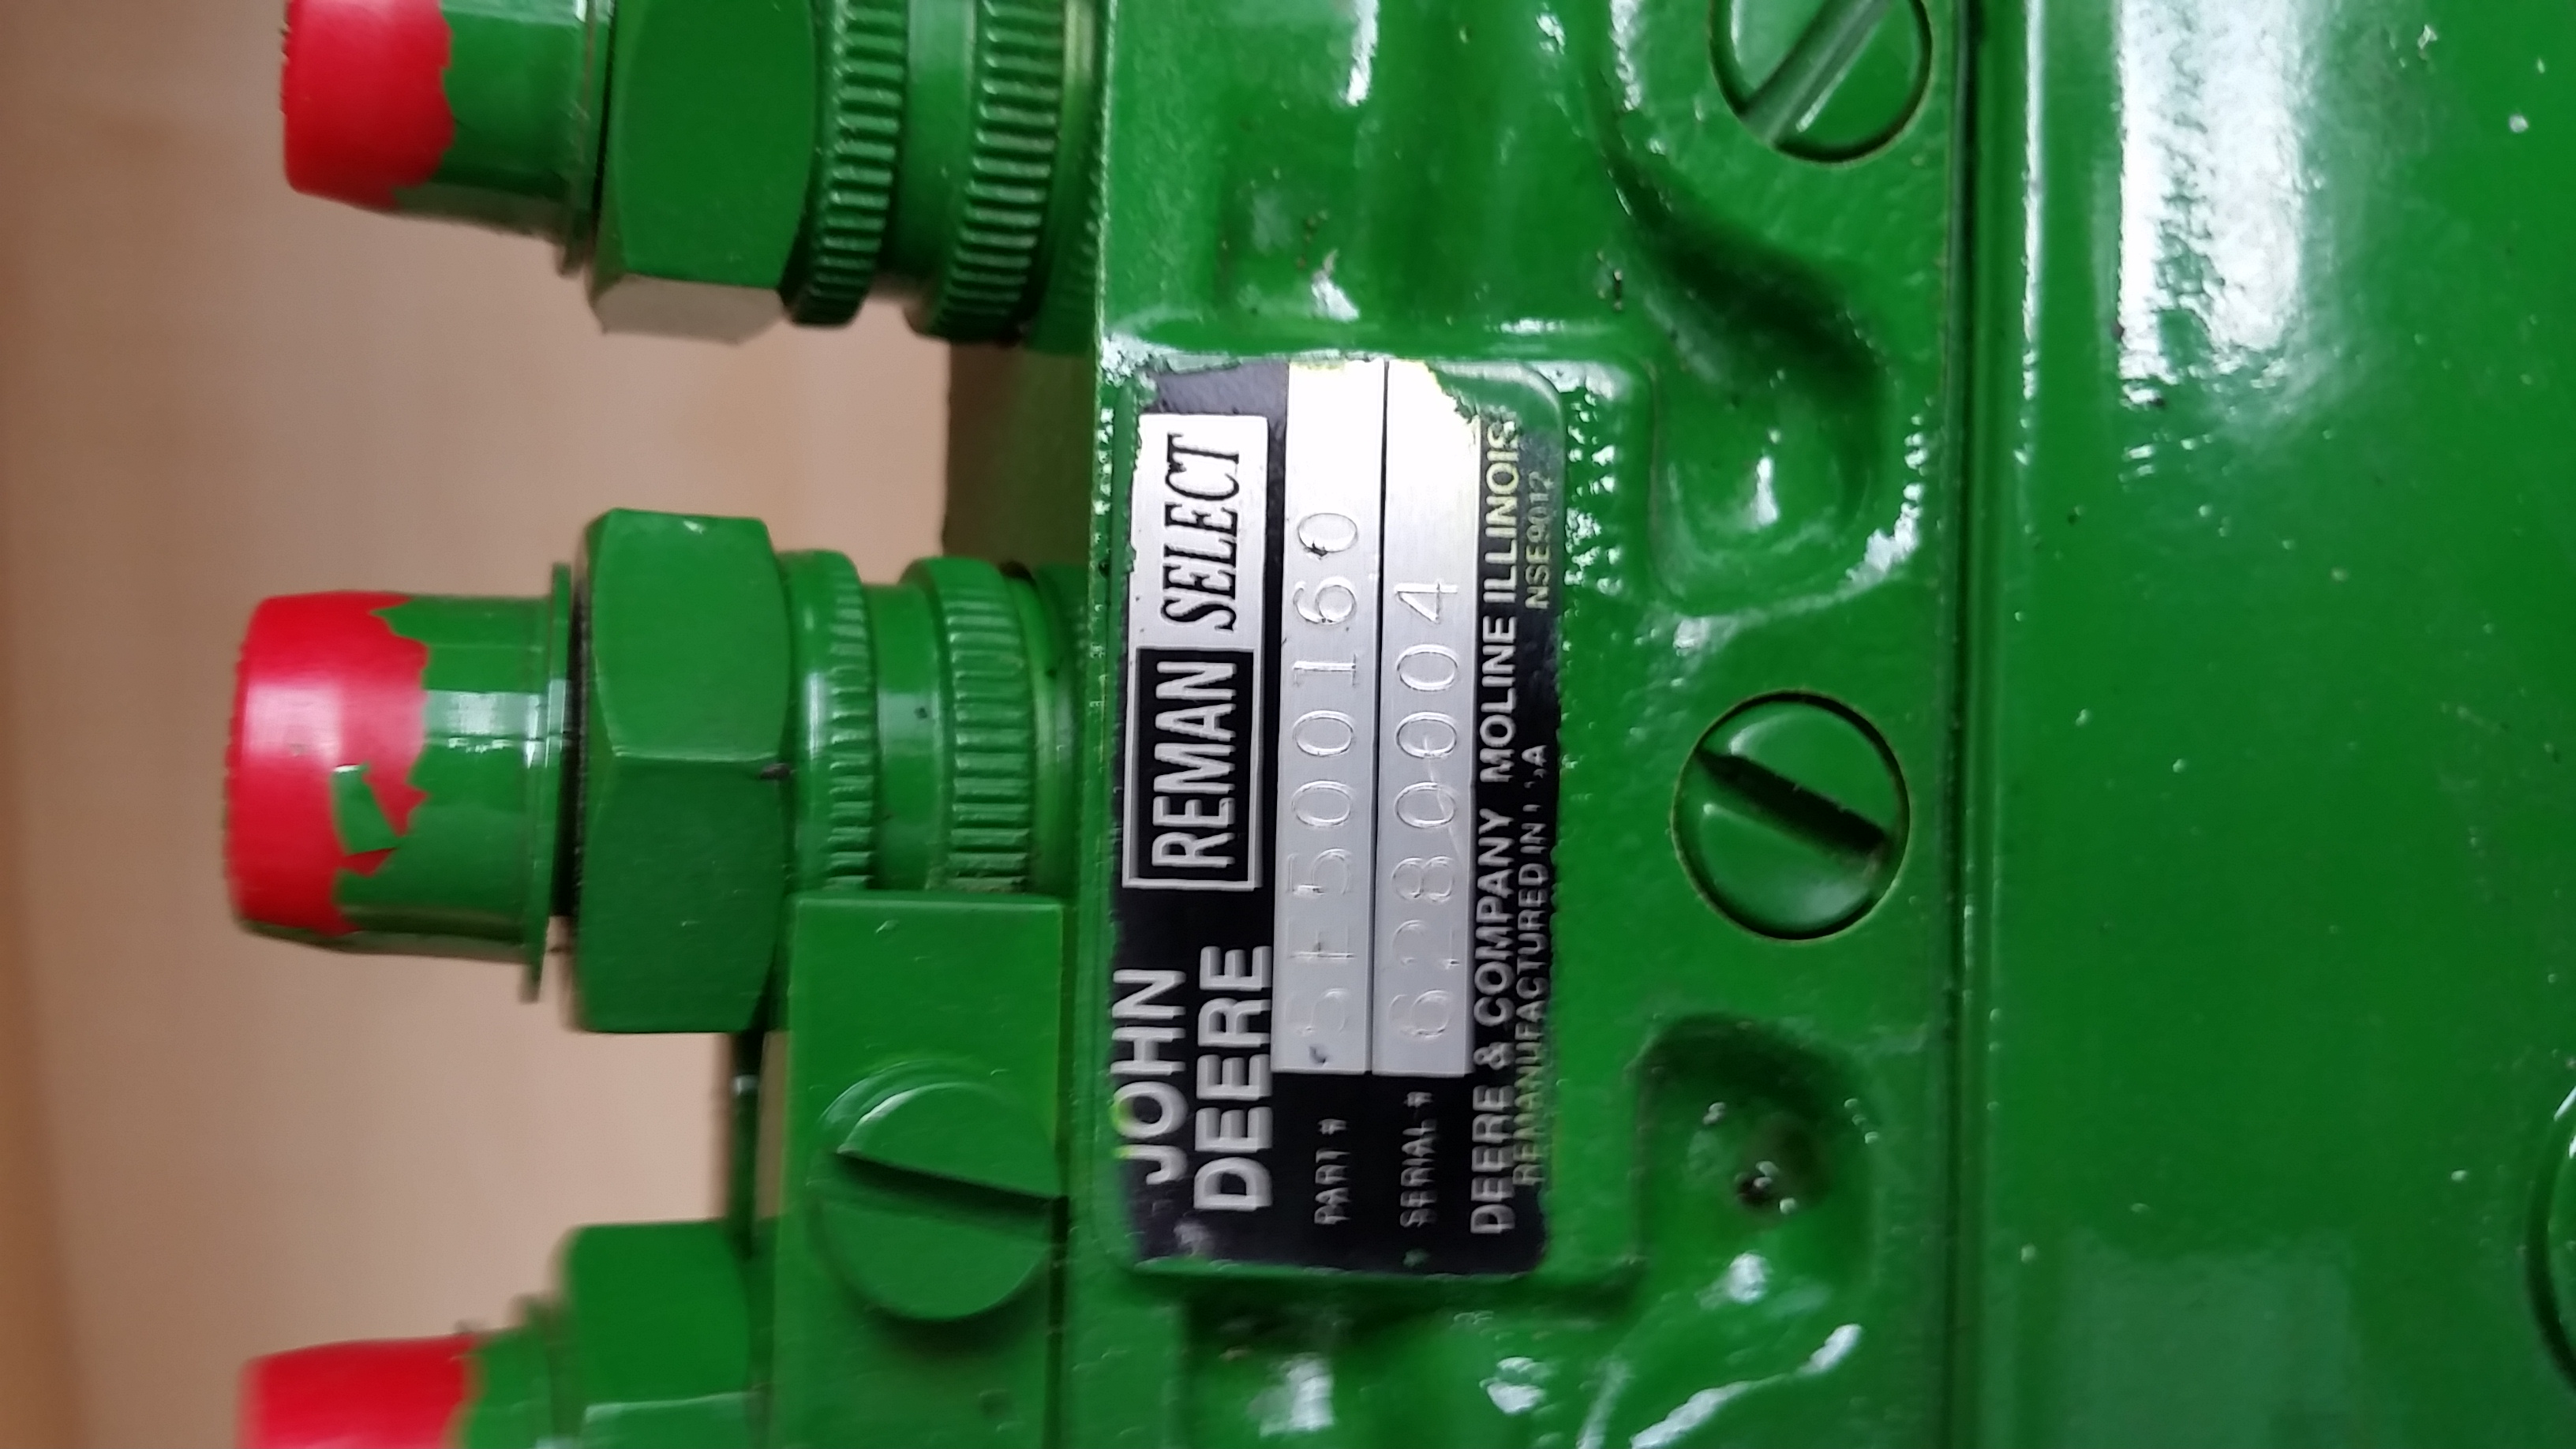 JOHN DEERE
REMAN SELECT
PART # SE500160
SERIAL # 6280004
DEERE & COMPANY MOLINE ILLINOIS
REMANUFACTURED IN
NSE9012